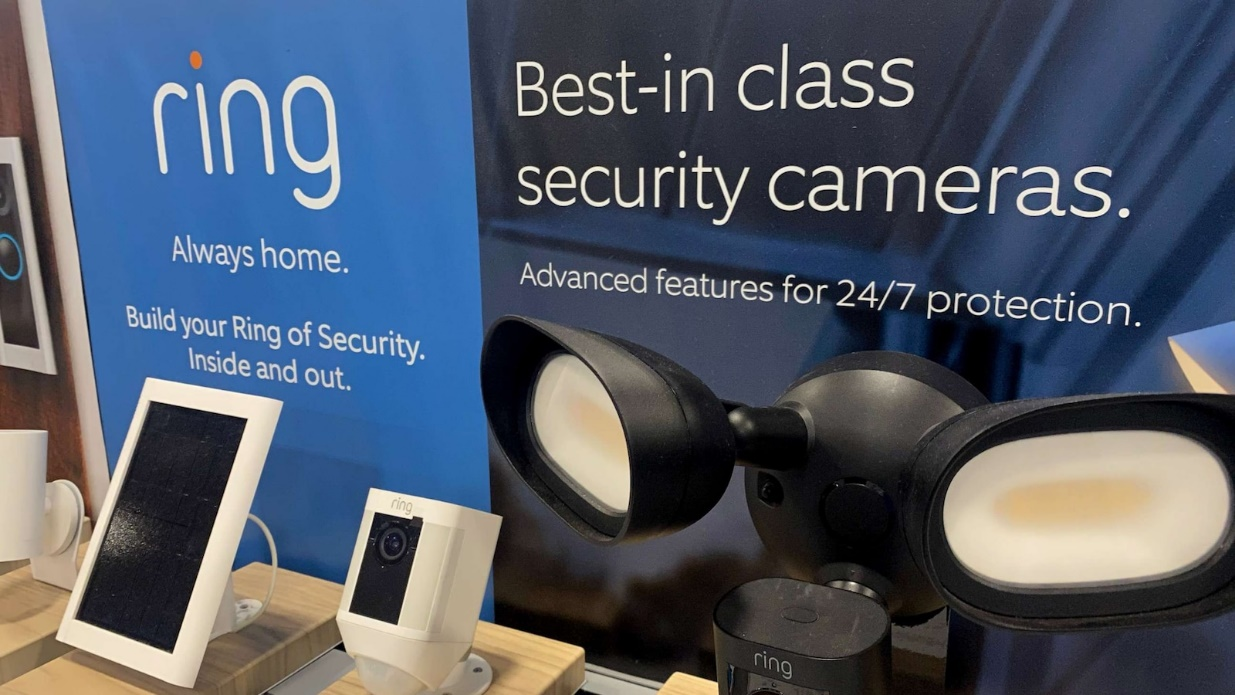 ring
Always home.
Build your Ring of Security.
Inside and out.
Best-in class
security cameras.
Advanced features for 24/7 protection.
ring
ring